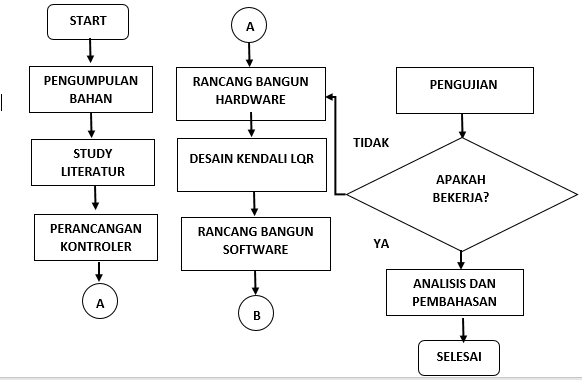 START
PENGUMPULAN
BAHAN
STUDY
LITERATUR
PERANCANGAN
KONTROLER
A
A
RANCANG BANGUN
HARDWARE
DESAIN KENDALI LQR
RANCANG BANGUN
SOFTWARE
B
PENGUJIAN
TIDAK
APAKAH
BEKERJA?
YA
ANALISIS DAN
PEMBAHASAN
SELESAI